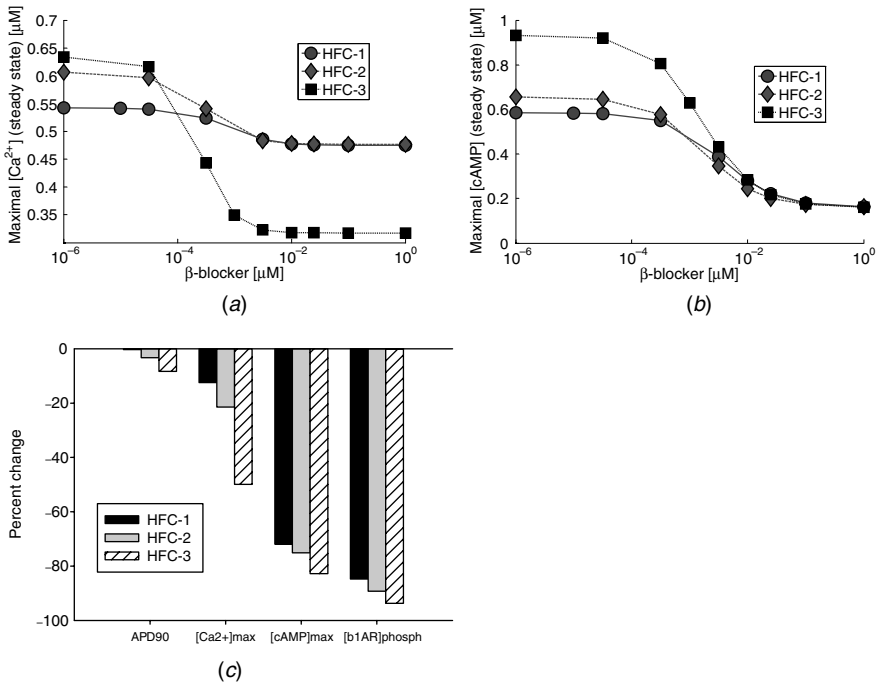 0.7
0.65
0.6
0.55
0.5
0.45
0.4
0.35
Maximal [Ca2+] (steady state) [μM]
HFC-1
HFC-2
HFC-3
10−6
10−4
10−2
100
β-blocker [μM]
(a)
1
0.8
0.6
0.4
0.2
0
Maximal [cAMP] (steady state) [μM]
HFC-1
HFC-2
HFC-3
10−6
10−4
10−2
100
β-blocker [μM]
(b)
0
−20
−40
−60
−80
−100
Percent change
HFC-1
HFC-2
HFC-3
APD90 [Ca2+]max [cAMP]max [b1AR]phosph
(c)